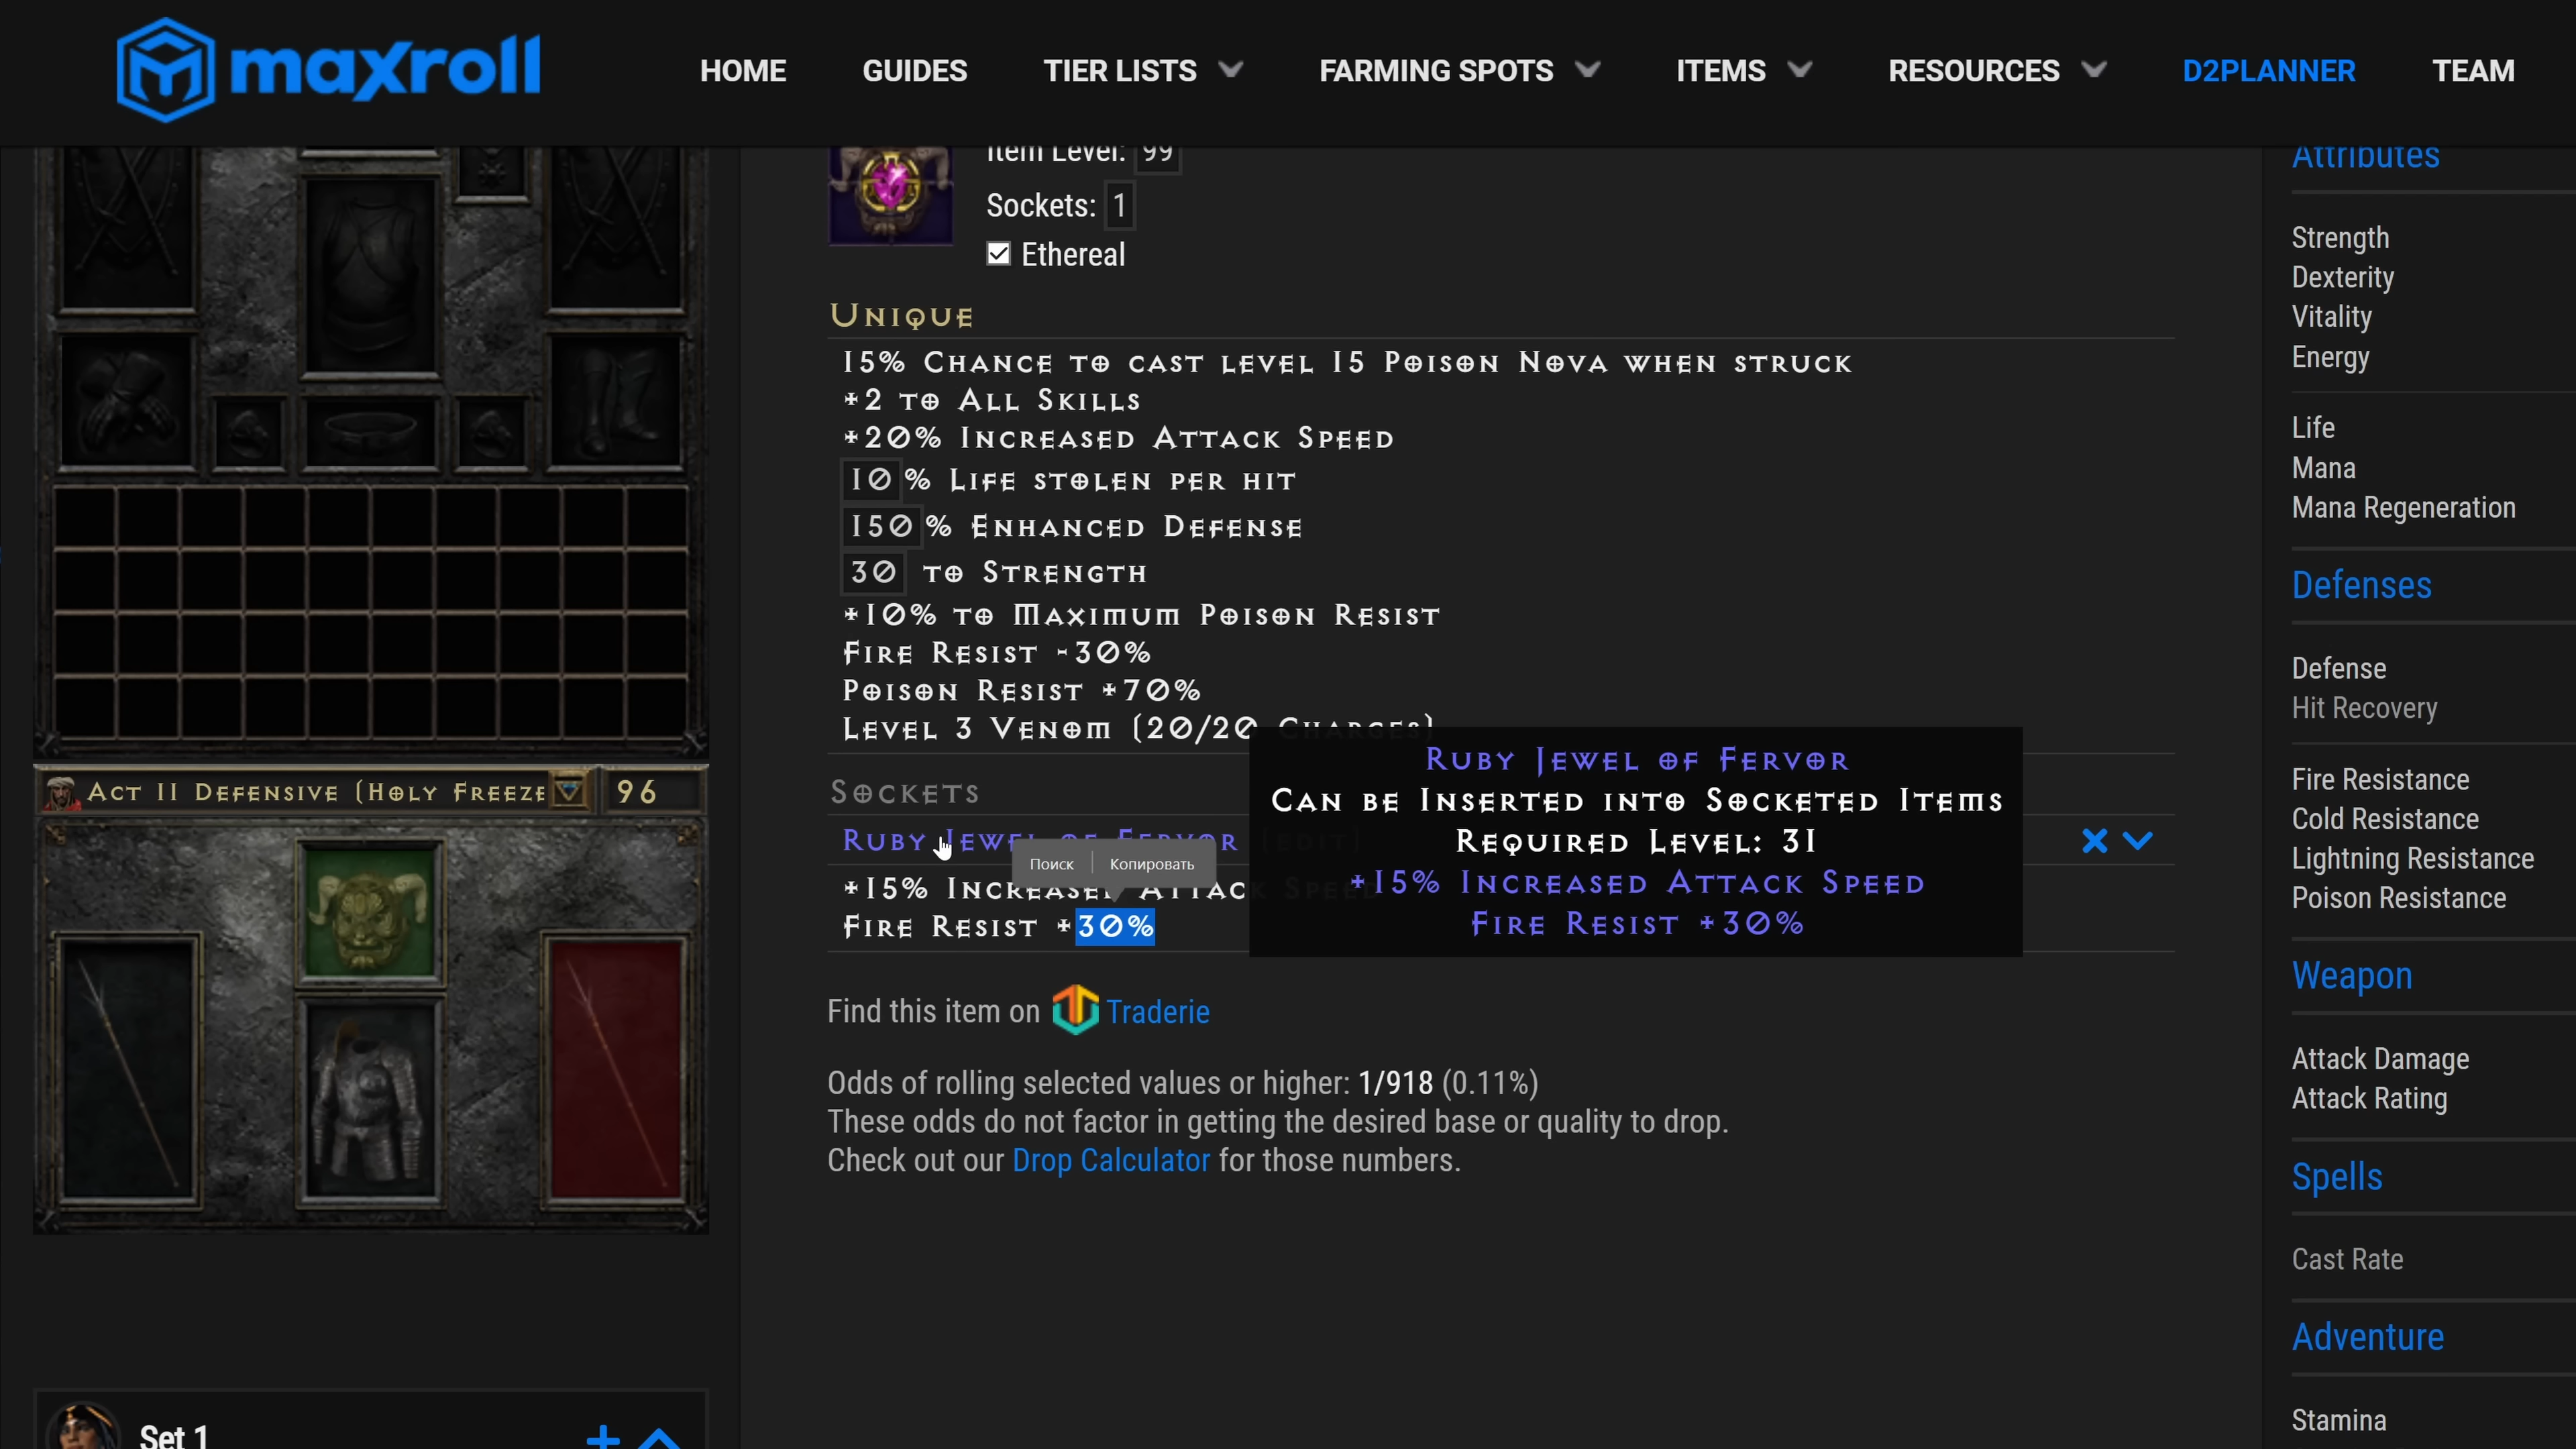 maxroll
HOME GUIDES TIER LISTS FARMING SPOTS ITEMS RESOURCES D2PLANNER TEAM
Item Level: 99
Sockets: 1
Ethereal
Unique
15% Chance to cast level 15 Poison Nova when struck
+2 to All Skills
+20% Increased Attack Speed
10% Life stolen per hit
150% Enhanced Defense
30 to Strength
+10% to Maximum Poison Resist
Fire Resist -30%
Poison Resist +70%
Level 3 Venom (20/20 Charges)
Sockets
Ruby Jewel of Fervor [edit]
Поиск Копировать
+15% Increased Attack Speed
Fire Resist +30%
Ruby Jewel of Fervor
Can be Inserted into Socketed Items
Required Level: 31
+15% Increased Attack Speed
Fire Resist +30%
Find this item on Traderie
Odds of rolling selected values or higher: 1/918 (0.11%)
These odds do not factor in getting the desired base or quality to drop.
Check out our Drop Calculator for those numbers.
Act II Defensive (Holy Freeze 96
Set 1
Attributes
Strength
Dexterity
Vitality
Energy
Life
Mana
Mana Regeneration
Defenses
Defense
Hit Recovery
Fire Resistance
Cold Resistance
Lightning Resistance
Poison Resistance
Weapon
Attack Damage
Attack Rating
Spells
Cast Rate
Adventure
Stamina